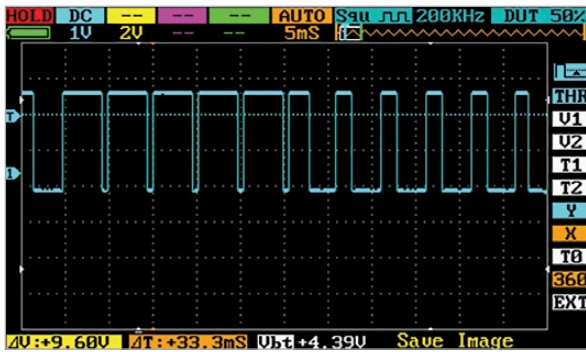 HOLD DC -- -- -- AUTO Squ 200KHz DUT 50%
1V 2V -- -- 5mS
T
THR
1
V1
V2
T1
T2
Y
X
T0
360
EXT
ΔV:+9.60V ΔT:+33.3mS Vbt+4.39V Save Image